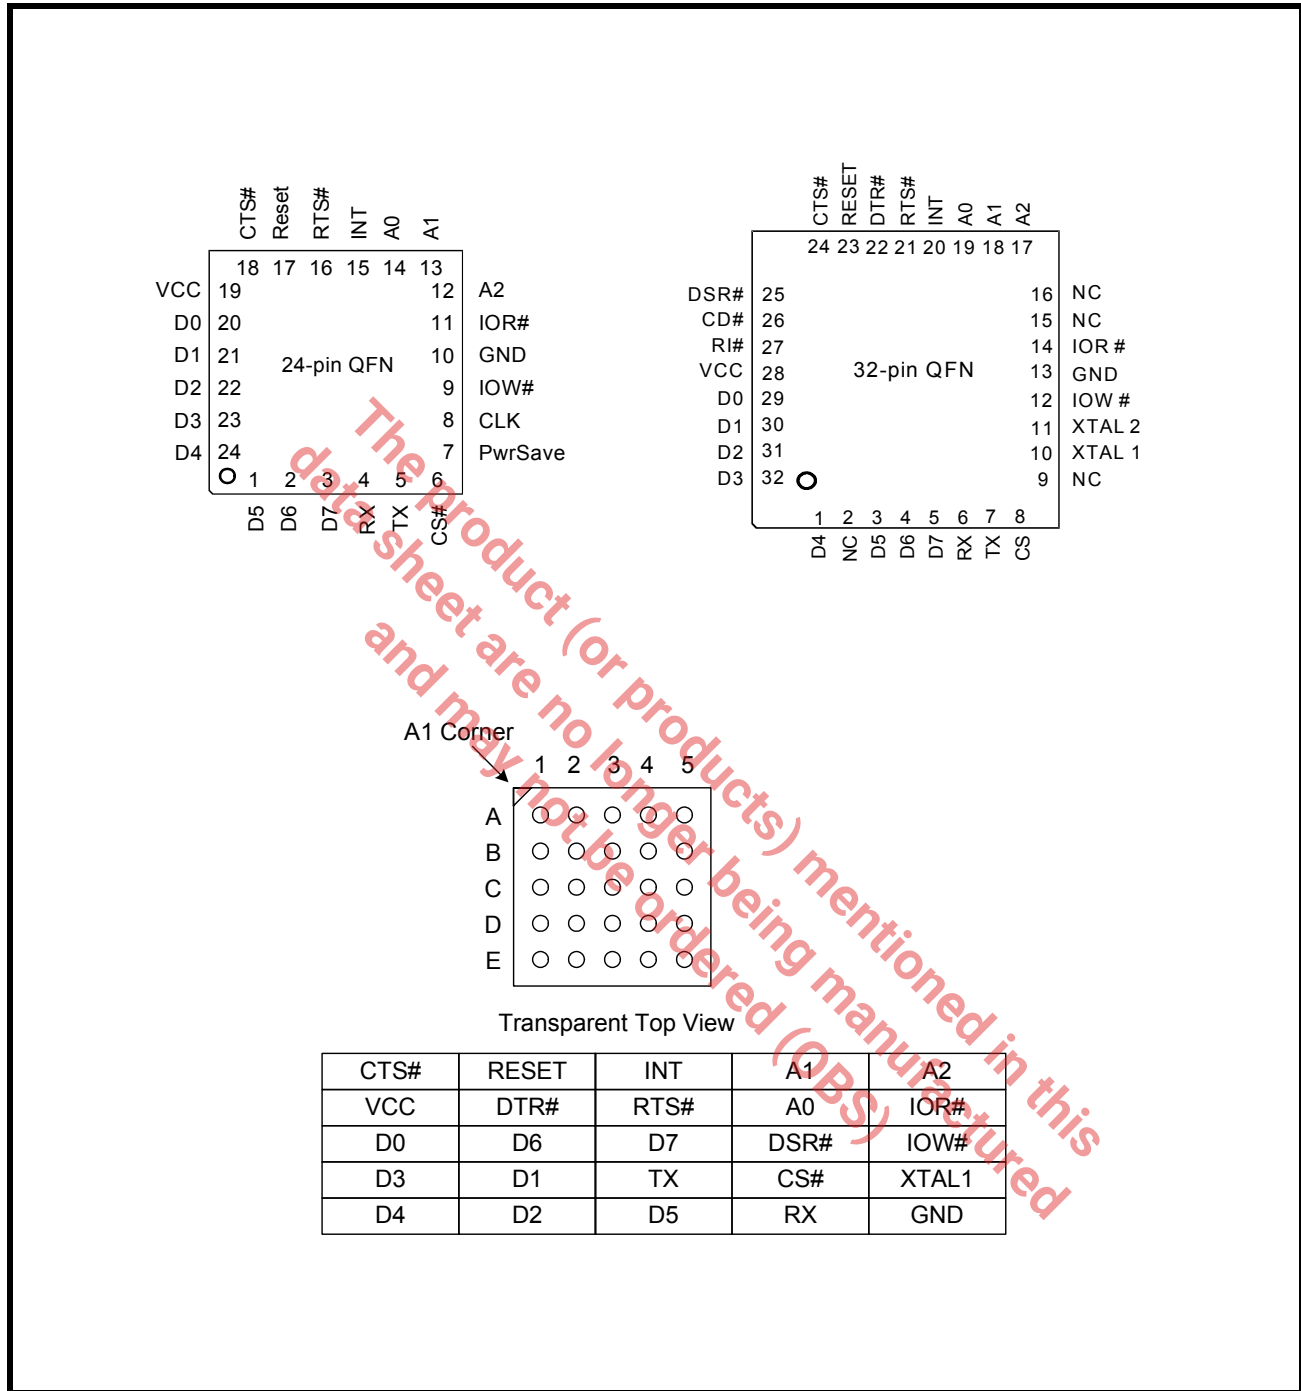 CTS# Reset RTS# INT A0 A1
18 17 16 15 14 13
VCC 19 12 A2
D0 20 11 IOR#
D1 21 24-pin QFN 10 GND
D2 22 9 IOW#
D3 23 8 CLK
D4 24 7 PwrSave
1 2 3 4 5 6
D5 D6 D7 RX TX CS#
CTS# RESET DTR# RTS# INT A0 A1 A2
24 23 22 21 20 19 18 17
DSR# 25 16 NC
CD# 26 15 NC
RI# 27 14 IOR #
VCC 28 32-pin QFN 13 GND
D0 29 12 IOW #
D1 30 11 XTAL 2
D2 31 10 XTAL 1
D3 32 9 NC
1 2 3 4 5 6 7 8
D4 NC D5 D6 D7 RX TX CS
The product (or products) mentioned in this
data sheet are no longer being manufactured
and may not be ordered (OBS)
A1 Corner
1 2 3 4 5
A
B
C
D
E
Transparent Top View
CTS# RESET INT A1 A2
VCC DTR# RTS# A0 IOR#
D0 D6 D7 DSR# IOW#
D3 D1 TX CS# XTAL1
D4 D2 D5 RX GND